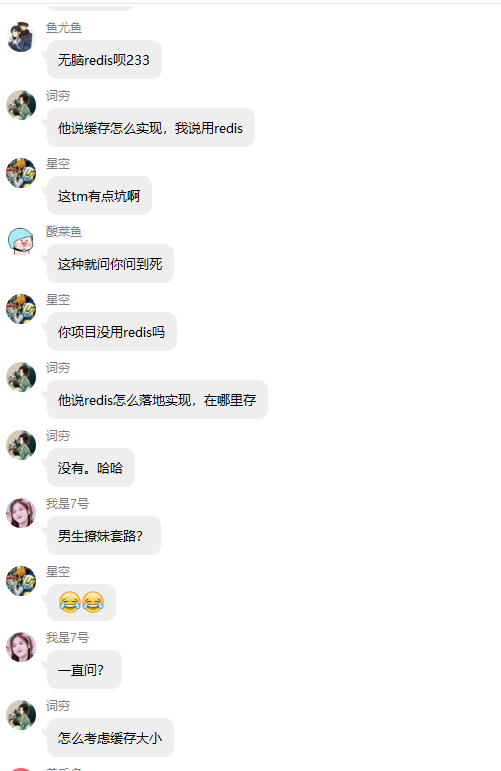 鱼尤鱼
无脑redis呗233
词穷
他说缓存怎么实现，我说用redis
星空
这tm有点坑啊
酸菜鱼
这种就问你问到死
星空
你项目没用redis吗
词穷
他说redis怎么落地实现，在哪里存
词穷
没有。哈哈
我是7号
男生撩妹套路？
星空
😂😂
我是7号
一直问？
词穷
怎么考虑缓存大小